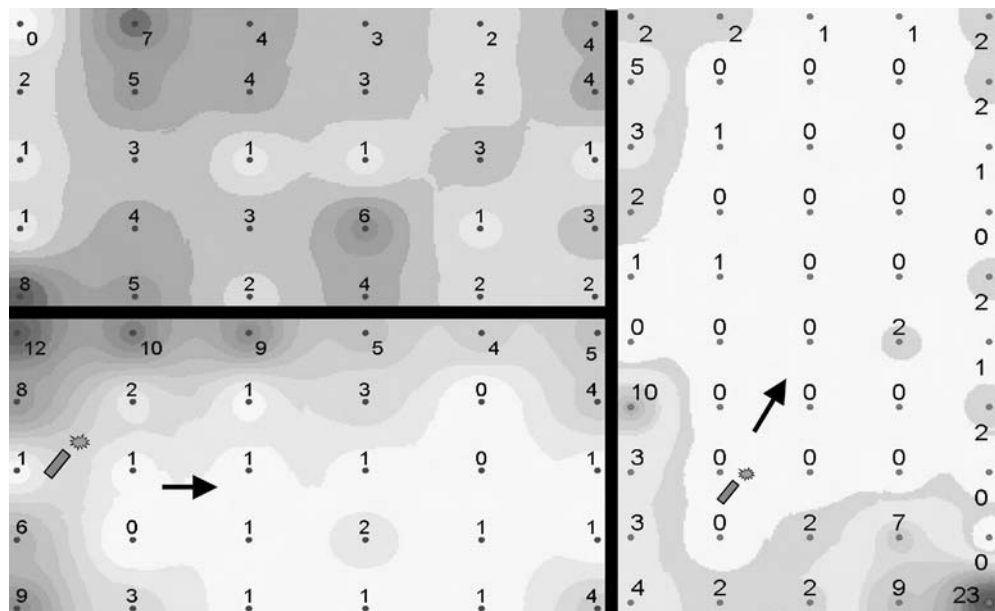 0 7 4 3 2 4
2 5 4 3 2 4
1 3 1 1 3 1
1 4 3 6 1 3
8 5 2 4 2 2
12 10 9 5 4 5
8 2 1 3 0 4
1 1 1 1 0 1
6 0 1 2 1 1
9 3 1 1 1 4
2 2 1 1 2
5 0 0 0 2
3 1 0 0 1
2 0 0 0 0
1 1 0 0 2
0 0 0 2 1
10 0 0 0 2
3 0 0 0 0
3 0 2 7 0
4 2 2 9 23